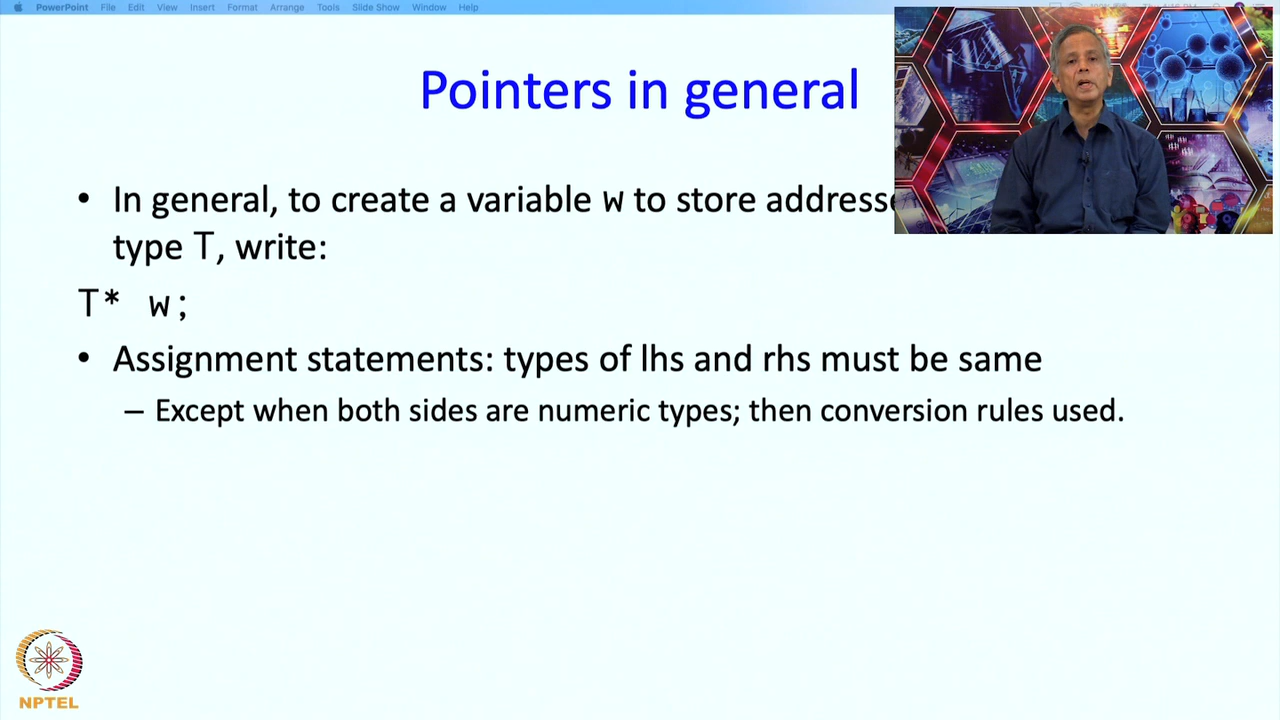 PowerPoint File Edit View Insert Format Arrange Tools Slide Show Window Help
Pointers in general
• In general, to create a variable w to store
type T, write:
T* w;
• Assignment statements: types of lhs and rhs must be same
– Except when both sides are numeric types; then conversion rules used.
NPTEL